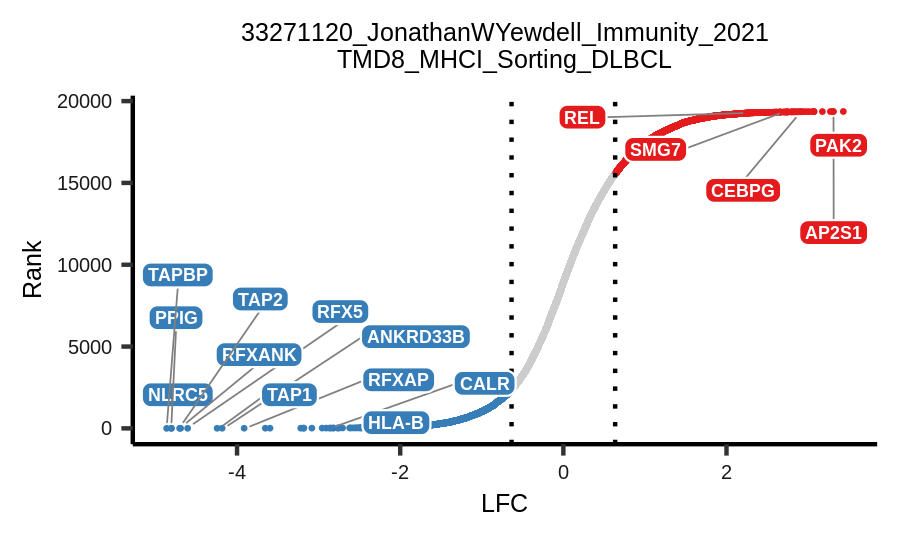 33271120_JonathanWYewdell_Immunity_2021
TMD8_MHCI_Sorting_DLBCL
Rank
20000
15000
10000
5000
0
REL
SMG7
PAK2
CEBPG
AP2S1
TAPBP
TAP2
PPIG
RFX5
ANKRD33B
RFXANK
RFXAP
CALR
NLRC5
TAP1
HLA-B
-4
-2
0
2
LFC